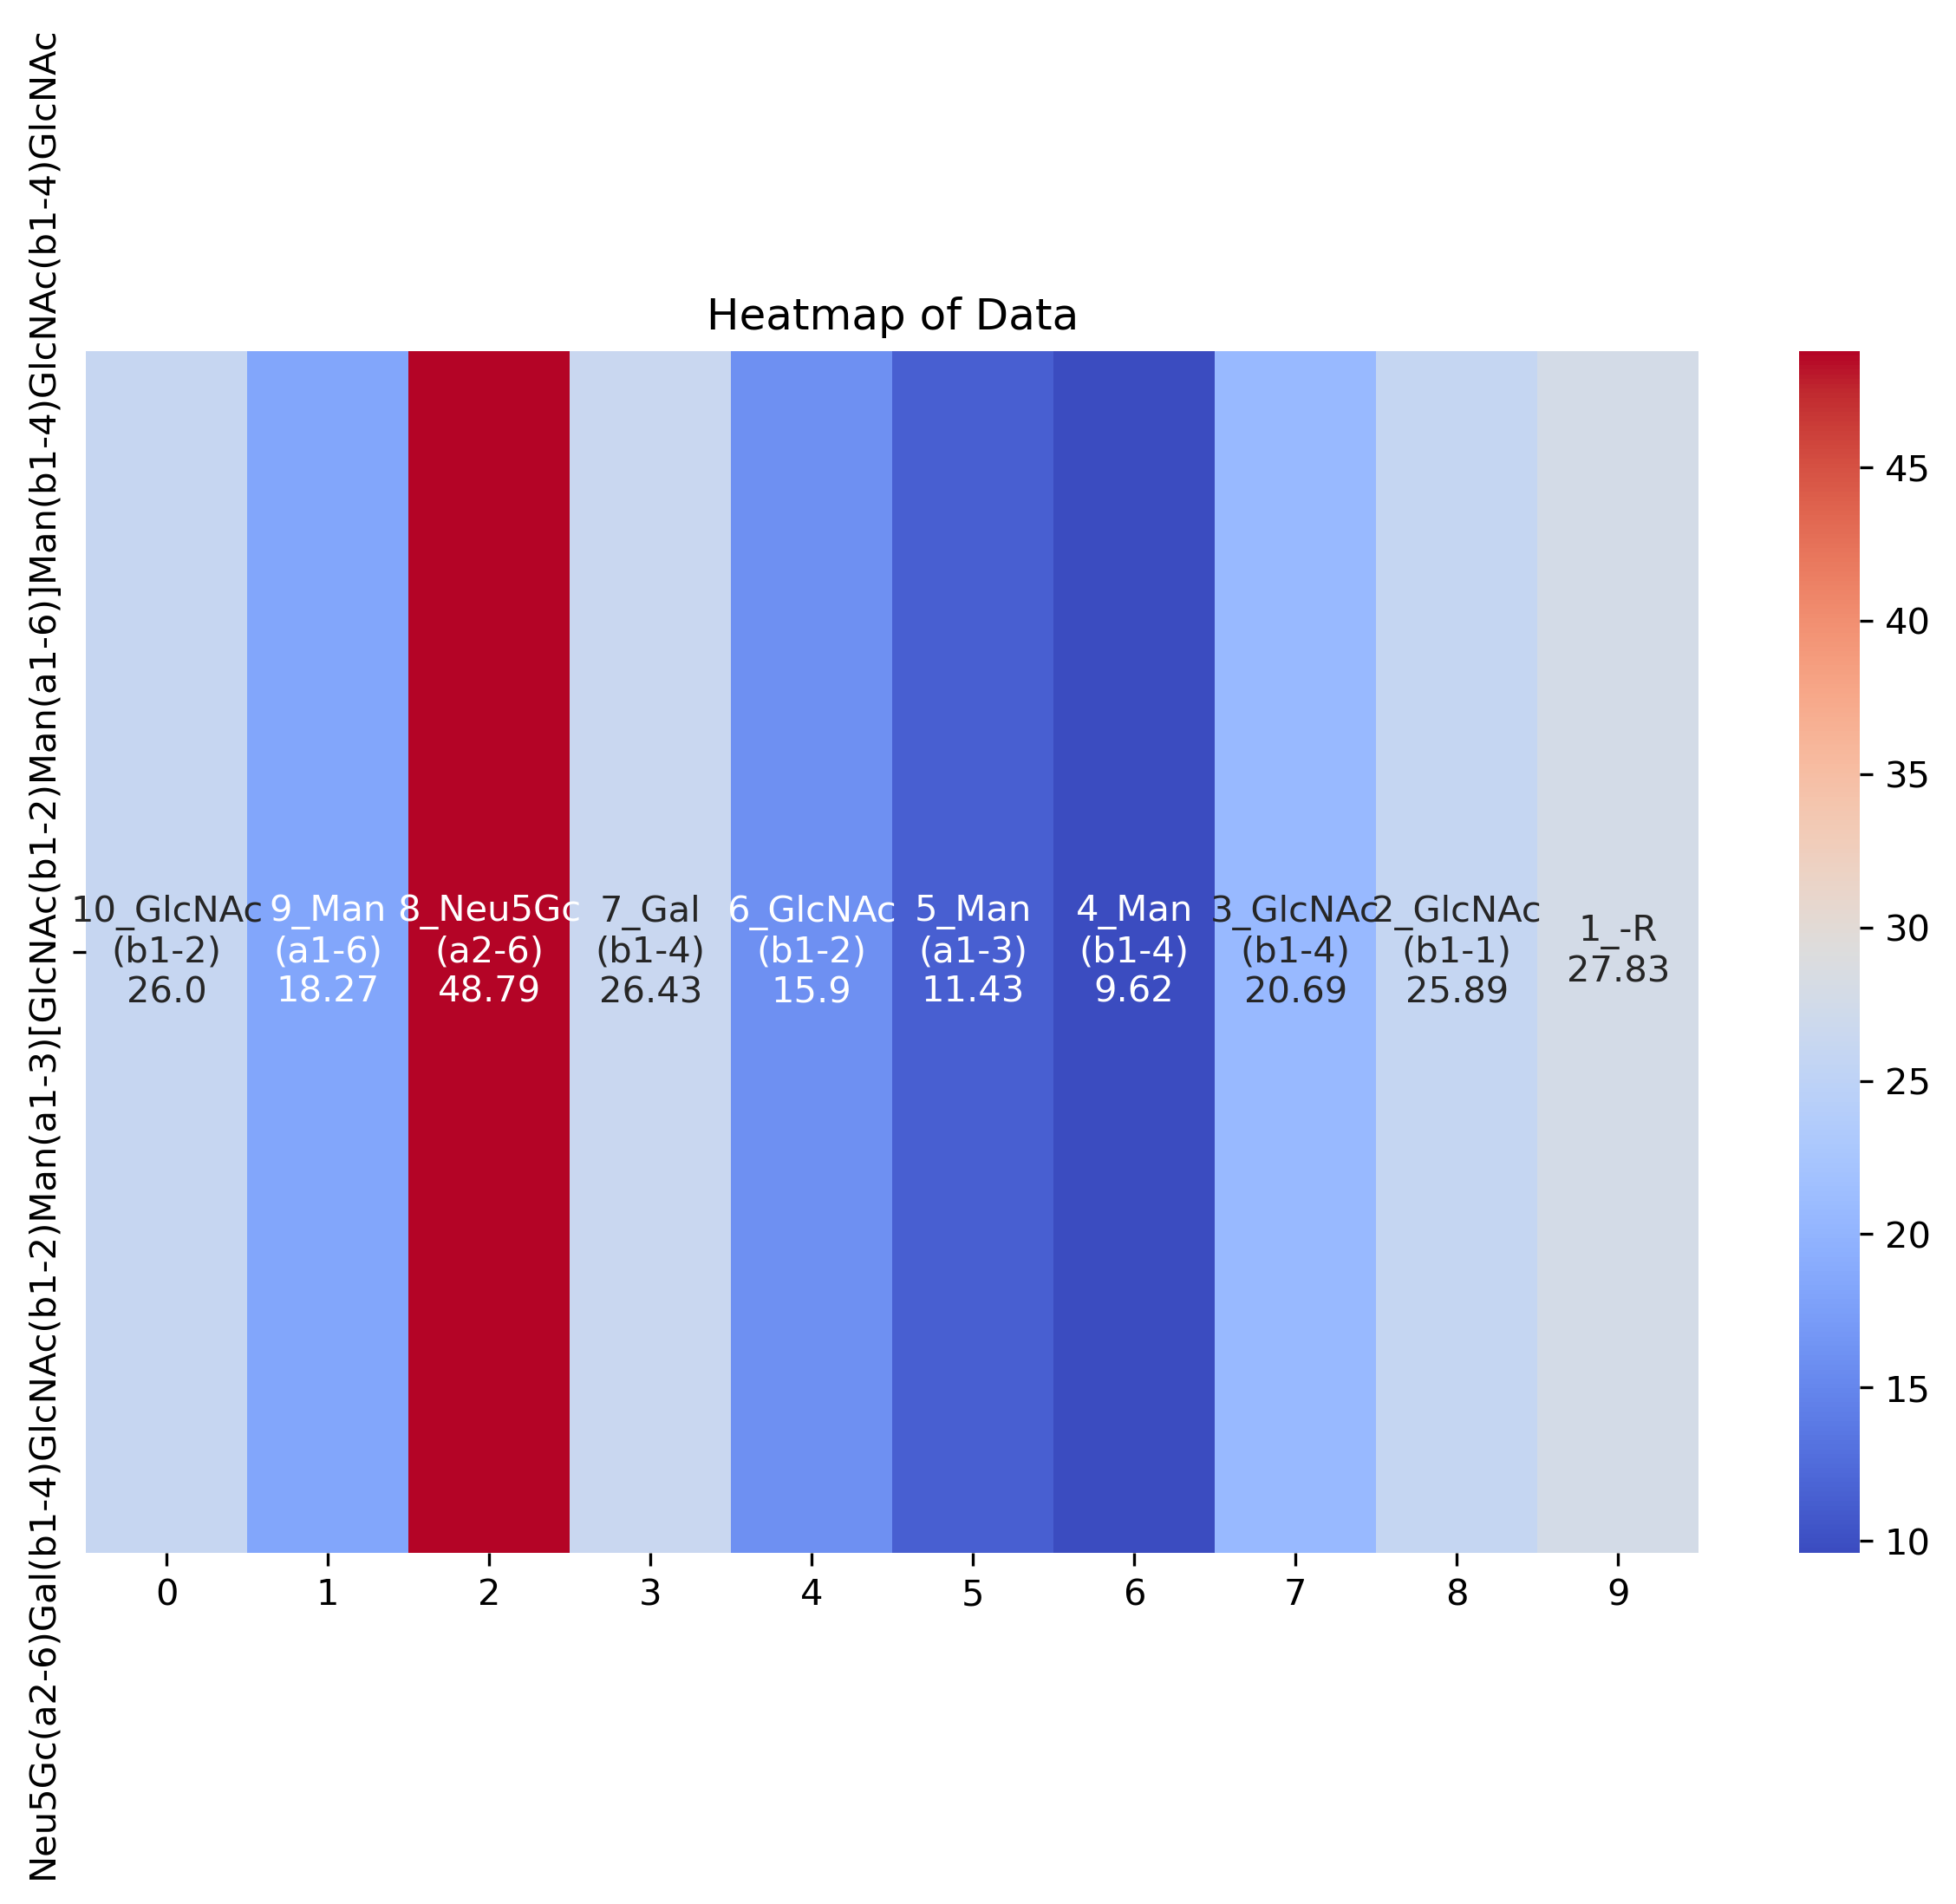 Heatmap of Data
Neu5Gc(a2-6)Gal(b1-4)GlcNAc(b1-2)Man(a1-3)[GlcNAc(b1-2)Man(a1-6)]Man(b1-4)GlcNAc(b1-4)GlcNAc
10_GlcNAc
(b1-2)
26.0
9_Man
(a1-6)
18.27
8_Neu5Gc
(a2-6)
48.79
7_Gal
(b1-4)
26.43
6_GlcNAc
(b1-2)
15.9
5_Man
(a1-3)
11.43
4_Man
(b1-4)
9.62
3_GlcNAc
(b1-4)
20.69
2_GlcNAc
(b1-1)
25.89
1_-R
27.83
0 1 2 3 4 5 6 7 8 9
45
40
35
30
25
20
15
10